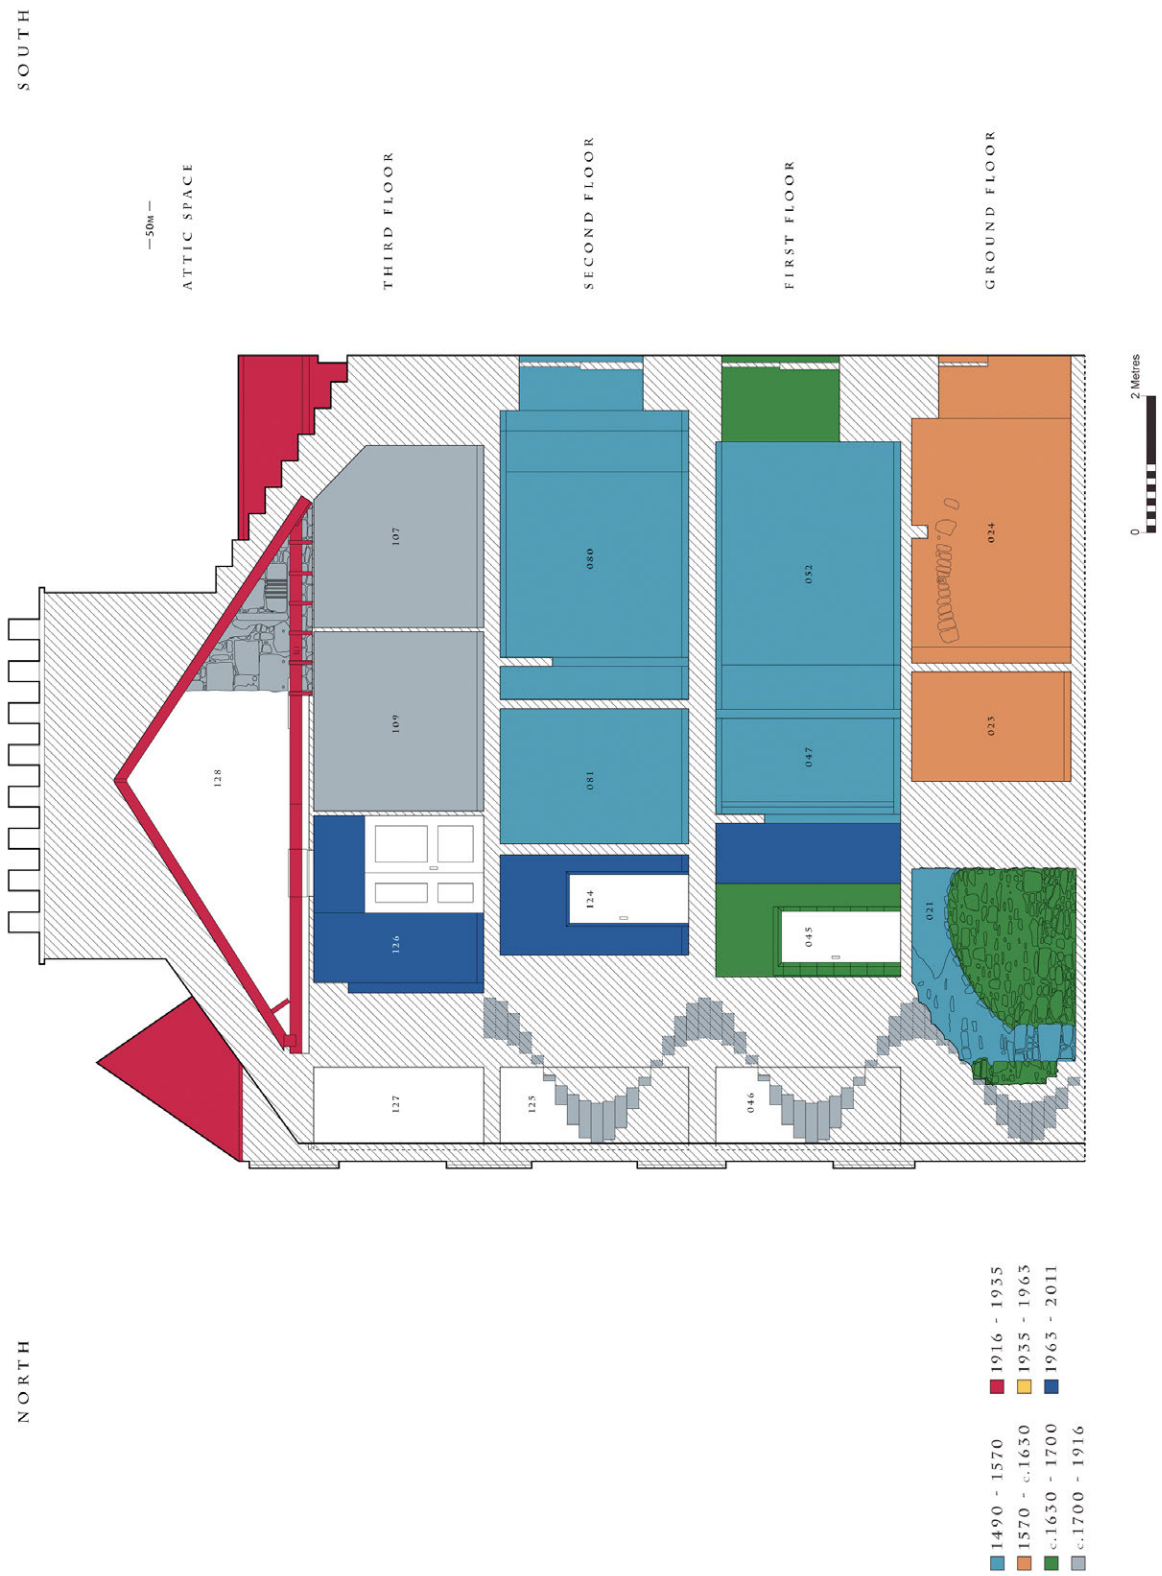 NORTH
SOUTH
—50M—
ATTIC SPACE
128
THIRD FLOOR
127
126
109
107
SECOND FLOOR
125
124
081
080
FIRST FLOOR
046
045
047
052
GROUND FLOOR
021
023
024
1490 - 1570
1570 - c.1630
c.1630 - 1700
c.1700 - 1916
1916 - 1935
1935 - 1963
1963 - 2011
0 2 Metres